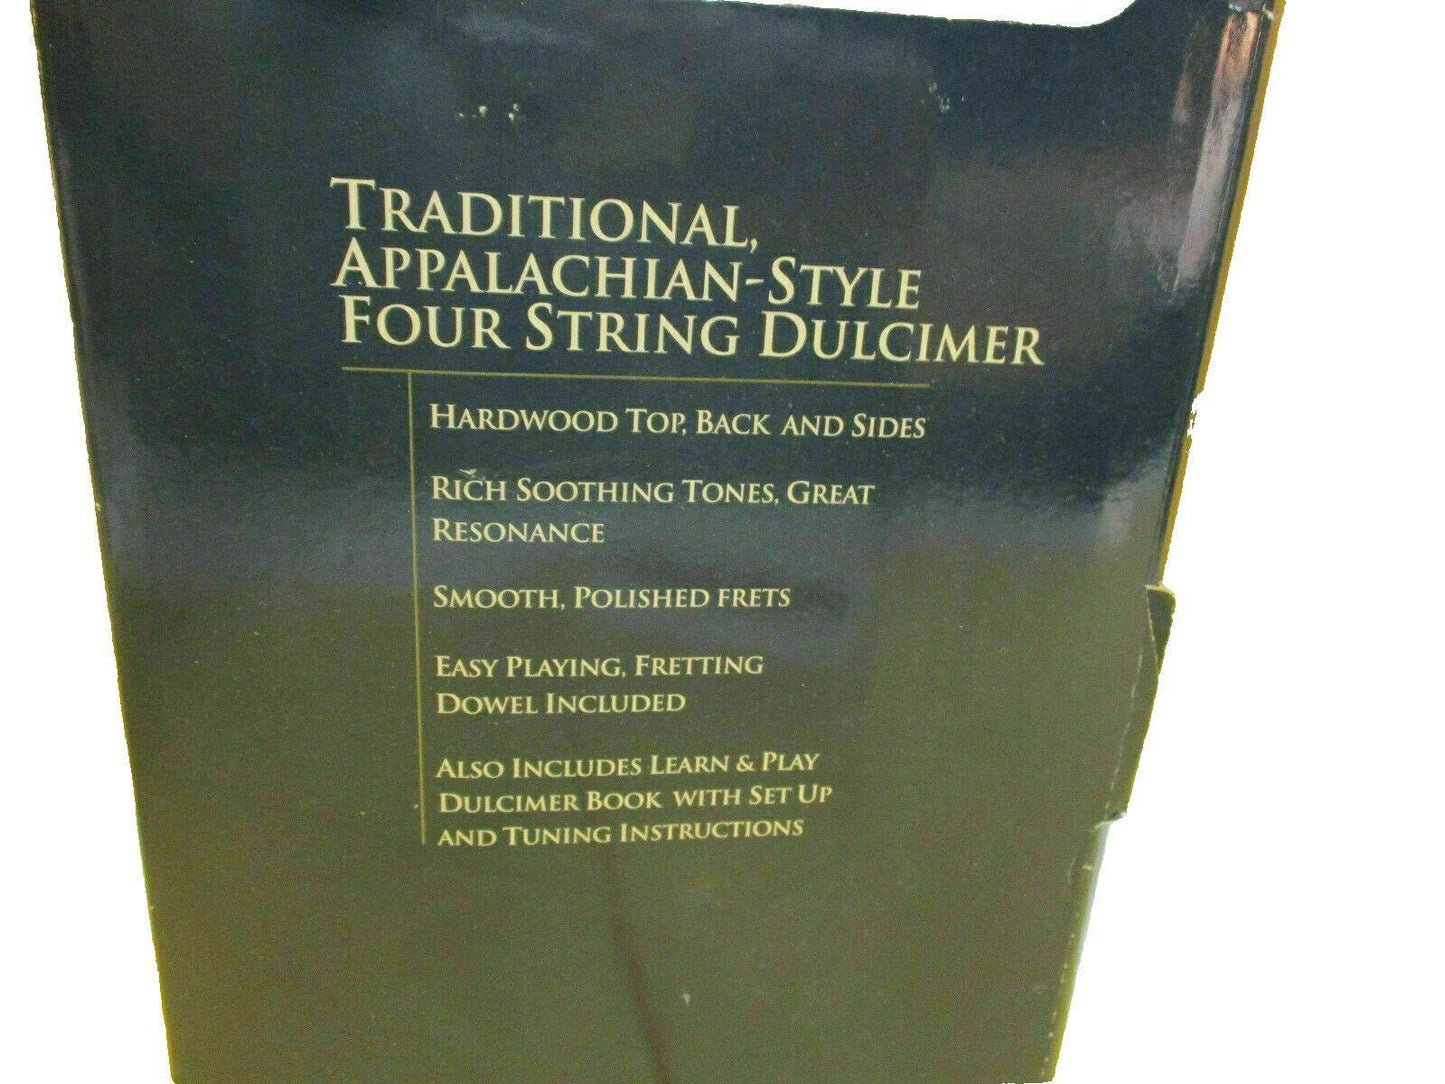 TRADITIONAL,
APPALACHIAN-STYLE
FOUR STRING DULCIMER
HARDWOOD TOP, BACK AND SIDES
RICH SOOTHING TONES, GREAT
RESONANCE
SMOOTH, POLISHED FRETS
EASY PLAYING, FRETTING
DOWEL INCLUDED
ALSO INCLUDES LEARN & PLAY
DULCIMER BOOK WITH SET UP
AND TUNING INSTRUCTIONS